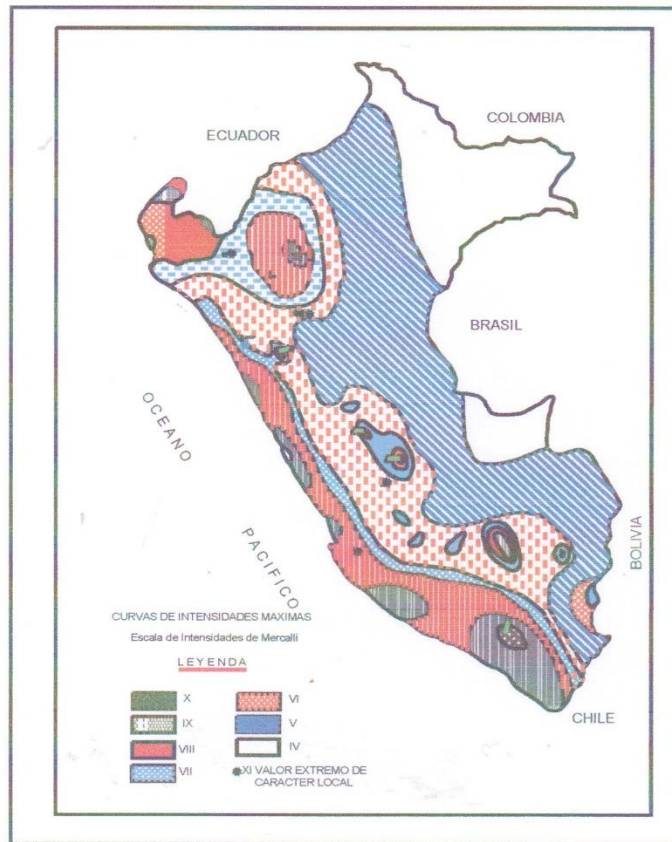 COLOMBIA
ECUADOR
BRASIL
OCEANO
PACIFICO
BOLIVIA
CURVAS DE INTENSIDADES MAXIMAS
Escala de Intensidades de Mercalli
LEYENDA
X
IX
VIII
VII
VI
V
IV
XI VALOR EXTREMO DE
CARACTER LOCAL
CHILE